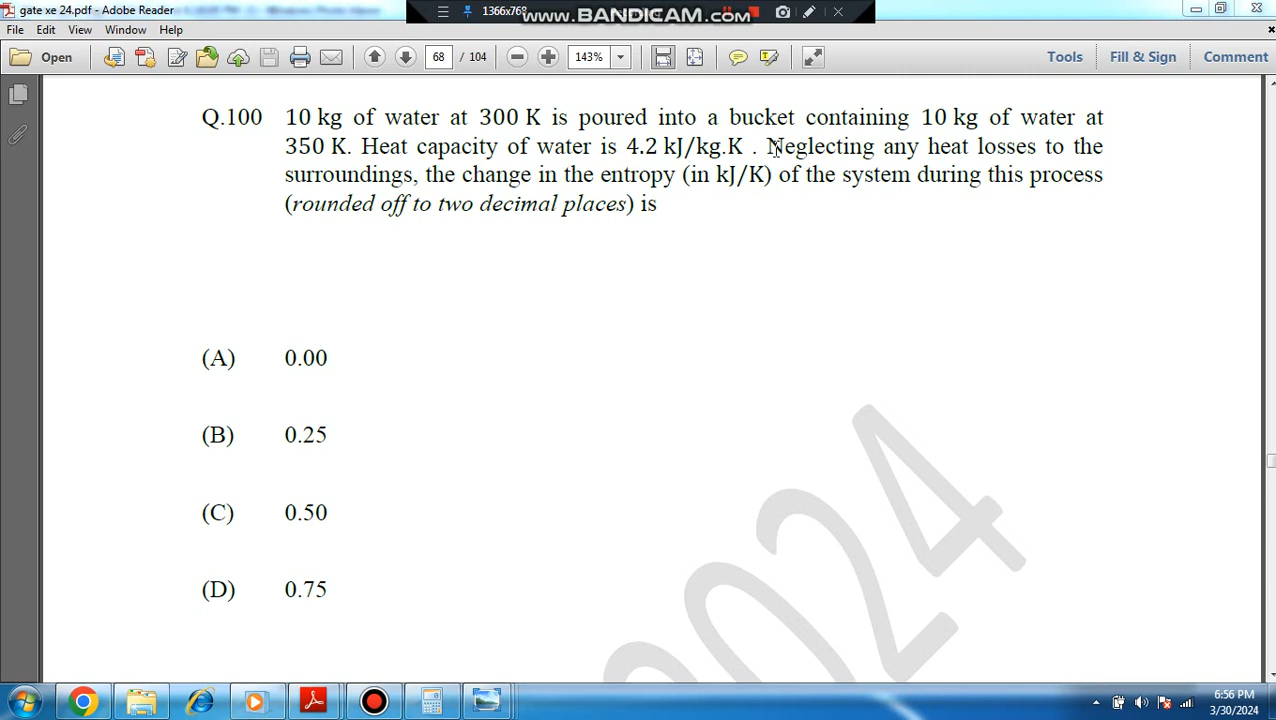 gate xe 24.pdf - Adobe Reader
1366x768
www.BANDICAM.com
File Edit View Window Help
Open
68 / 104
143%
Tools Fill & Sign Comment
Q.100 10 kg of water at 300 K is poured into a bucket containing 10 kg of water at
350 K. Heat capacity of water is 4.2 kJ/kg.K . Neglecting any heat losses to the
surroundings, the change in the entropy (in kJ/K) of the system during this process
(rounded off to two decimal places) is
(A) 0.00
(B) 0.25
(C) 0.50
(D) 0.75
2024
6:56 PM
3/30/2024